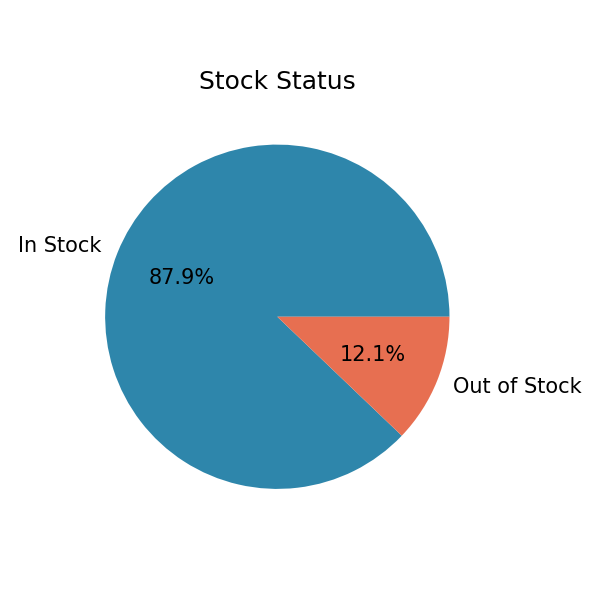 Stock Status
In Stock
87.9%
12.1%
Out of Stock